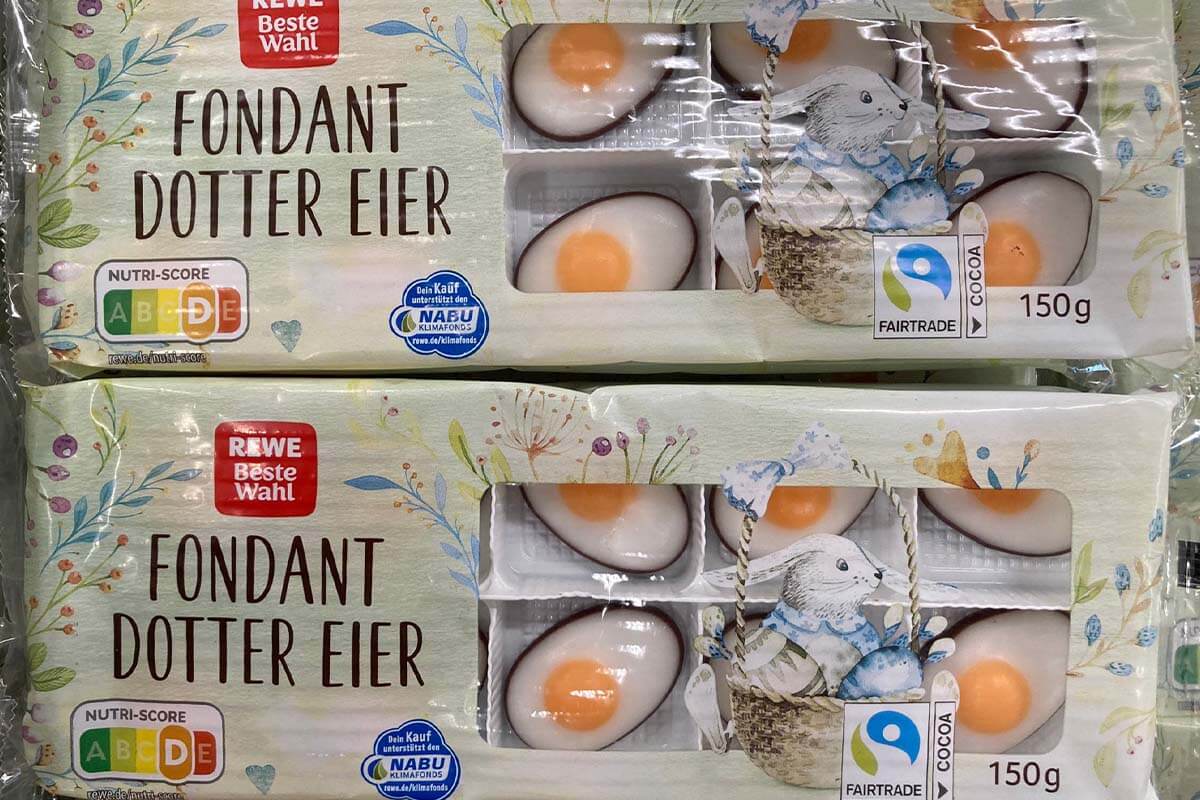 REWE
Beste
Wahl
FONDANT
DOTTER EIER
NUTRI-SCORE
A B C D E
rewe.de/nutri-score
Dein Kauf
unterstützt den
NABU
KLIMAFONDS
rewe.de/klimafonds
FAIRTRADE
COCOA
150g
REWE
Beste
Wahl
FONDANT
DOTTER EIER
NUTRI-SCORE
A B C D E
rewe.de/nutri-score
Dein Kauf
unterstützt den
NABU
KLIMAFONDS
FAIRTRADE
COCOA
150g